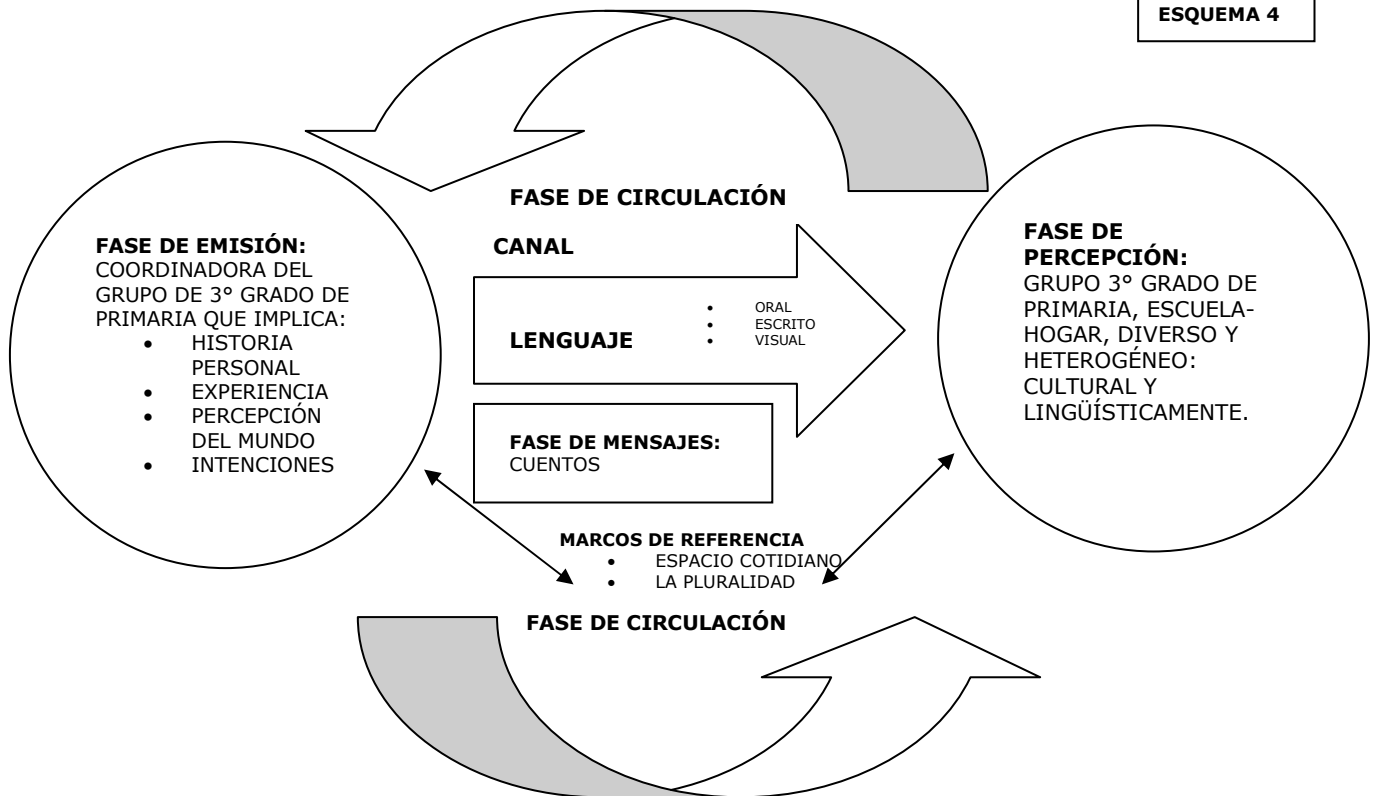 ESQUEMA 4
FASE DE EMISIÓN:
COORDINADORA DEL
GRUPO DE 3° GRADO DE
PRIMARIA QUE IMPLICA:
• HISTORIA
PERSONAL
• EXPERIENCIA
• PERCEPCIÓN
DEL MUNDO
• INTENCIONES
FASE DE CIRCULACIÓN
CANAL
LENGUAJE
• ORAL
• ESCRITO
• VISUAL
FASE DE MENSAJES:
CUENTOS
MARCOS DE REFERENCIA
• ESPACIO COTIDIANO
• LA PLURALIDAD
FASE DE CIRCULACIÓN
FASE DE
PERCEPCIÓN:
GRUPO 3° GRADO DE
PRIMARIA, ESCUELA-
HOGAR, DIVERSO Y
HETEROGÉNEO:
CULTURAL Y
LINGÜÍSTICAMENTE.